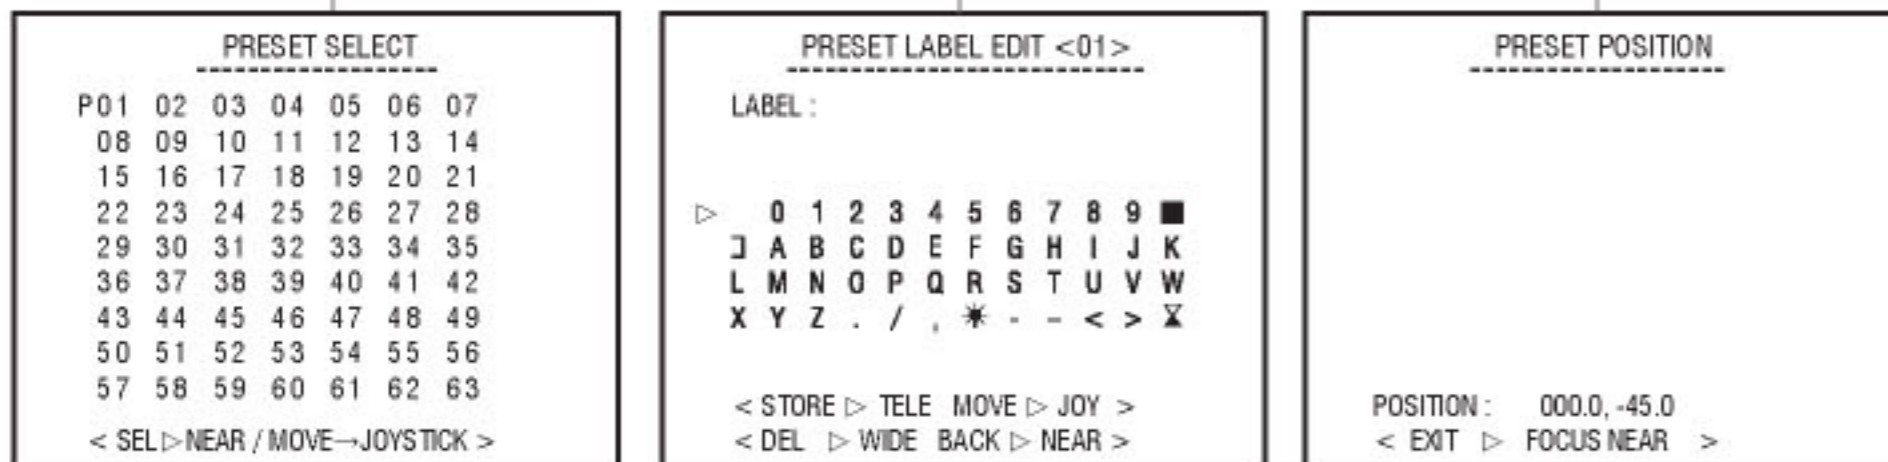 PRESET SELECT
P01 02 03 04 05 06 07
08 09 10 11 12 13 14
15 16 17 18 19 20 21
22 23 24 25 26 27 28
29 30 31 32 33 34 35
36 37 38 39 40 41 42
43 44 45 46 47 48 49
50 51 52 53 54 55 56
57 58 59 60 61 62 63
< SEL ▷ NEAR / MOVE→JOYSTICK >
PRESET LABEL EDIT <01>
LABEL :
▷ 0 1 2 3 4 5 6 7 8 9 ■
⊐ A B C D E F G H I J K
L M N O P Q R S T U V W
X Y Z . / , ☀ - – < > ⧗
< STORE ▷ TELE MOVE ▷ JOY >
< DEL ▷ WIDE BACK ▷ NEAR >
PRESET POSITION
POSITION : 000.0, -45.0
< EXIT ▷ FOCUS NEAR >